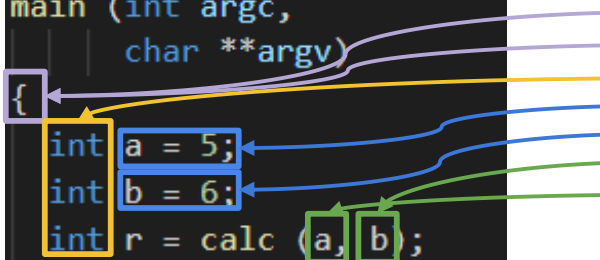 main (int argc,
char **argv)
{
int a = 5;
int b = 6;
int r = calc (a, b);